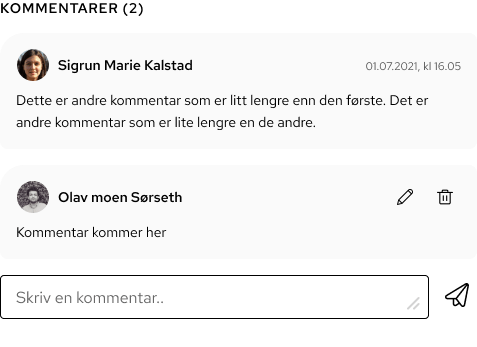 KOMMENTARER (2)
Sigrun Marie Kalstad
01.07.2021, kl 16.05
Dette er andre kommentar som er litt lengre enn den første. Det er
andre kommentar som er lite lengre en de andre.
Olav moen Sørseth
Kommentar kommer her
Skriv en kommentar..